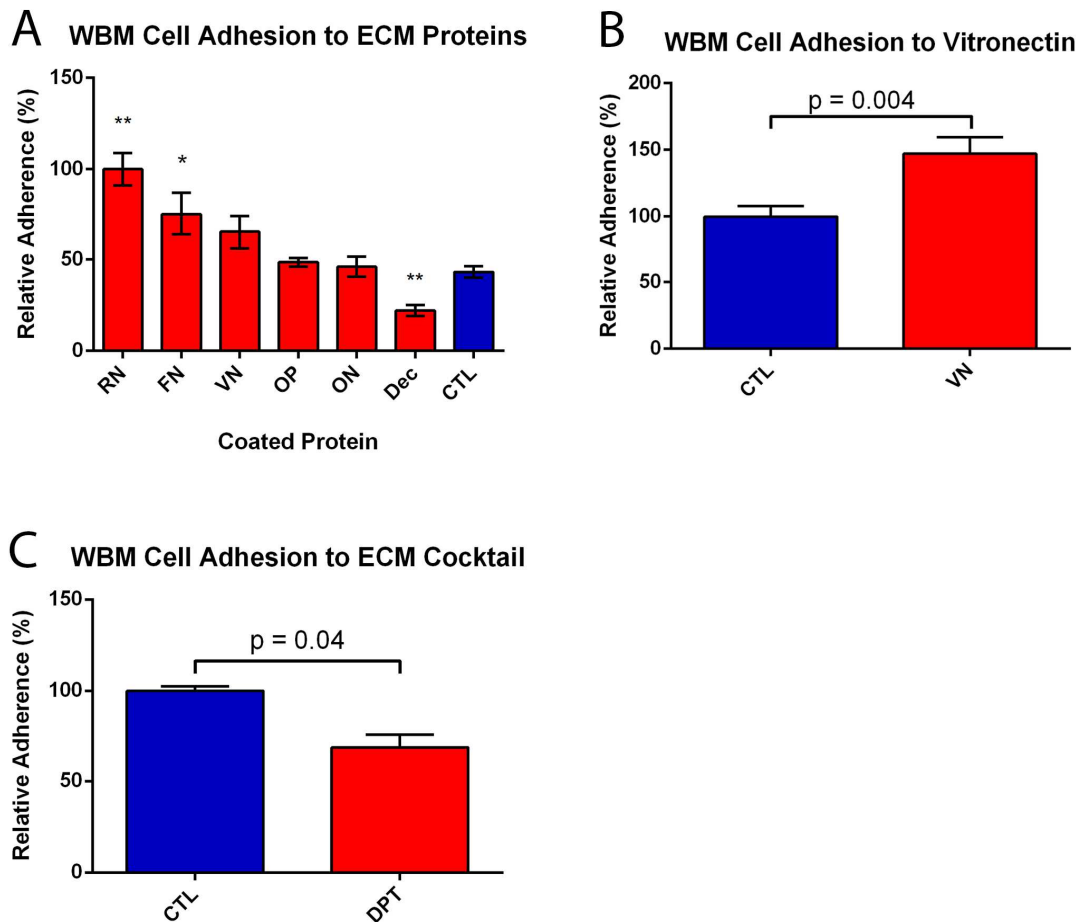 A WBM Cell Adhesion to ECM Proteins
Relative Adherence (%)
150
100
50
0
**
*
**
RN FN VN OP ON Dec CTL
Coated Protein
B WBM Cell Adhesion to Vitronectin
Relative Adherence (%)
200
150
100
50
0
p = 0.004
CTL VN
C WBM Cell Adhesion to ECM Cocktail
Relative Adherence (%)
150
100
50
0
p = 0.04
CTL DPT